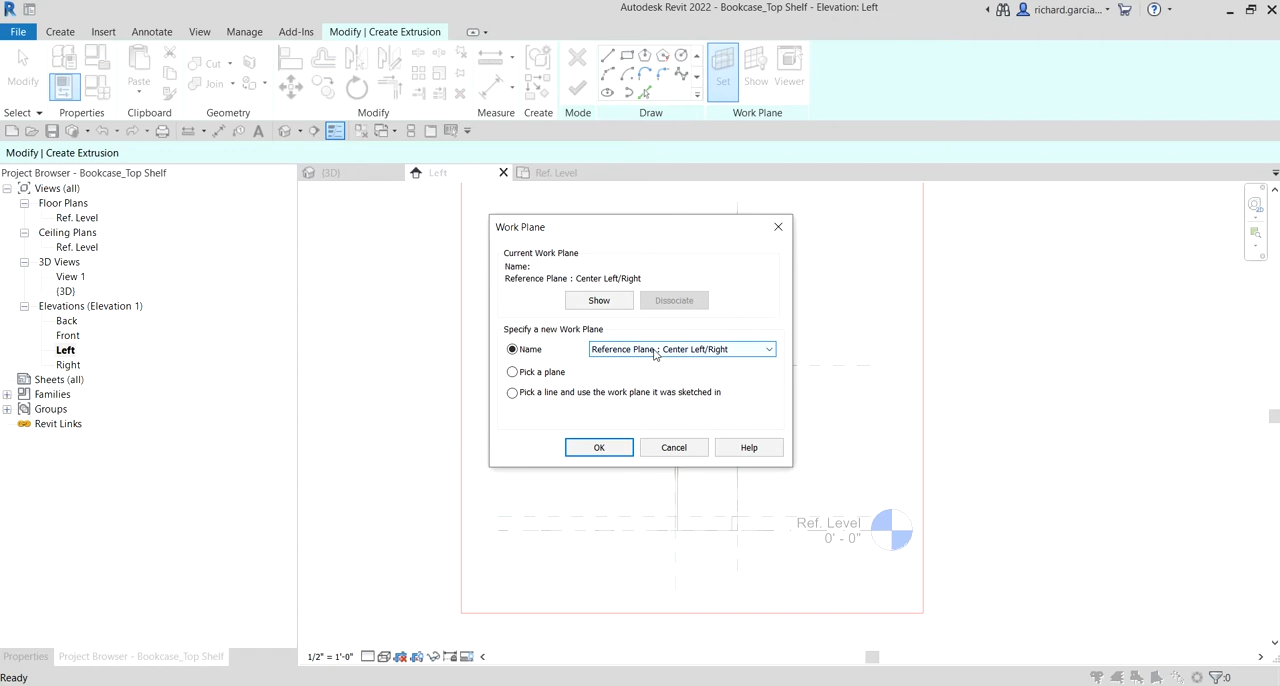 Autodesk Revit 2022 - Bookcase_Top Shelf - Elevation: Left
richard.garcia...
File Create Insert Annotate View Manage Add-Ins Modify | Create Extrusion
Modify
Paste
Cut
Join
Set Show Viewer
Select Properties Clipboard Geometry Modify Measure Create Mode Draw Work Plane
Modify | Create Extrusion
Project Browser - Bookcase_Top Shelf
{3D}
Left
Ref. Level
Views (all)
Floor Plans
Ref. Level
Ceiling Plans
Ref. Level
3D Views
View 1
{3D}
Elevations (Elevation 1)
Back
Front
Left
Right
Sheets (all)
Families
Groups
Revit Links
Work Plane
Current Work Plane
Name:
Reference Plane : Center Left/Right
Show Dissociate
Specify a new Work Plane
Name Reference Plane : Center Left/Right
Pick a plane
Pick a line and use the work plane it was sketched in
OK Cancel Help
Ref. Level
0' - 0"
Properties Project Browser - Bookcase_Top Shelf
1/2" = 1'-0"
Ready
:0